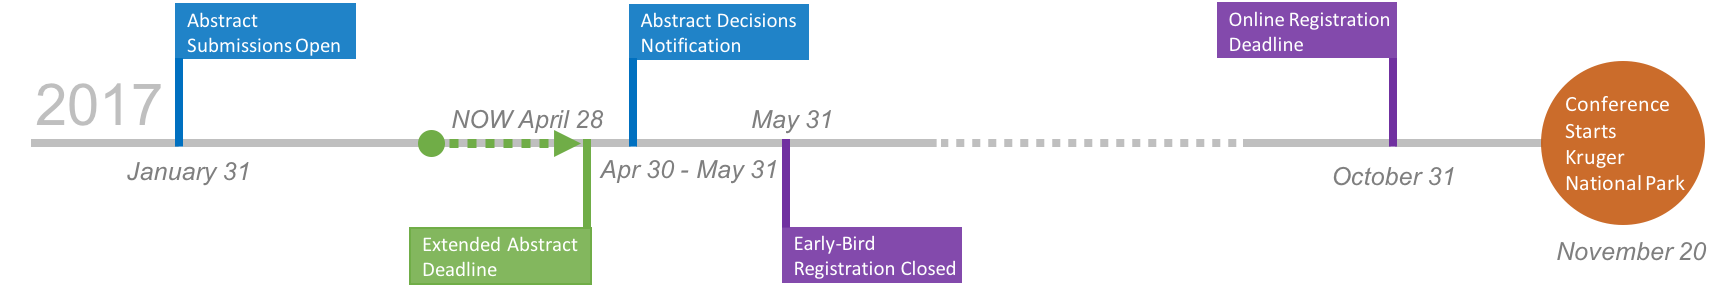 Abstract
Submissions Open
Abstract Decisions
Notification
Online Registration
Deadline
2017
NOW April 28
May 31
Conference
Starts
Kruger
National Park
January 31
Apr 30 - May 31
October 31
Extended Abstract
Deadline
Early-Bird
Registration Closed
November 20